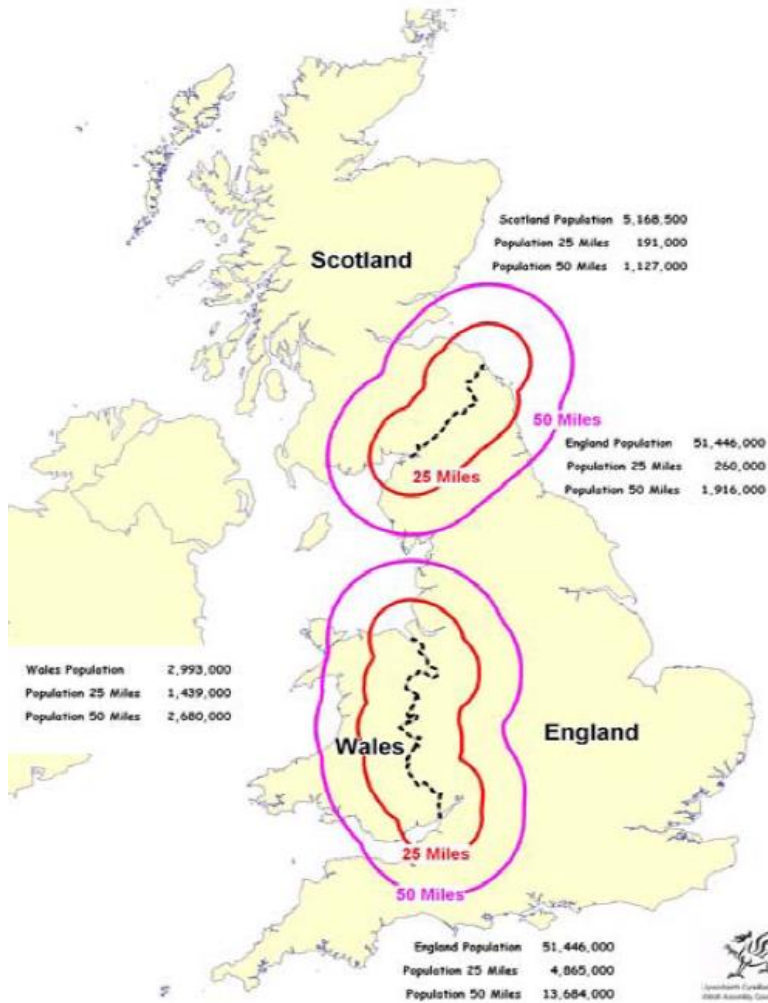 Scotland Population 5,168,500
Population 25 Miles 191,000
Population 50 Miles 1,127,000
Scotland
50 Miles
England Population 51,446,000
Population 25 Miles 260,000
Population 50 Miles 1,916,000
25 Miles
Wales Population 2,993,000
Population 25 Miles 1,439,000
Population 50 Miles 2,680,000
Wales
England
25 Miles
50 Miles
England Population 51,446,000
Population 25 Miles 4,865,000
Population 50 Miles 13,684,000